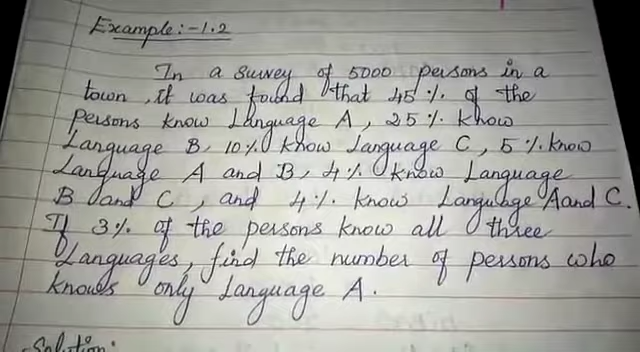 Example:-1.2
In a survey of 5000 persons in a
town, it was found that 45%. of the
persons know Language A, 25%. know
Language B, 10% know Language C, 5%. know
Language A and B, 4% know Language
B and C, and 4%. know Language A and C.
If 3%. of the persons know all three
Languages, find the number of persons who
knows only Language A.
Solution: